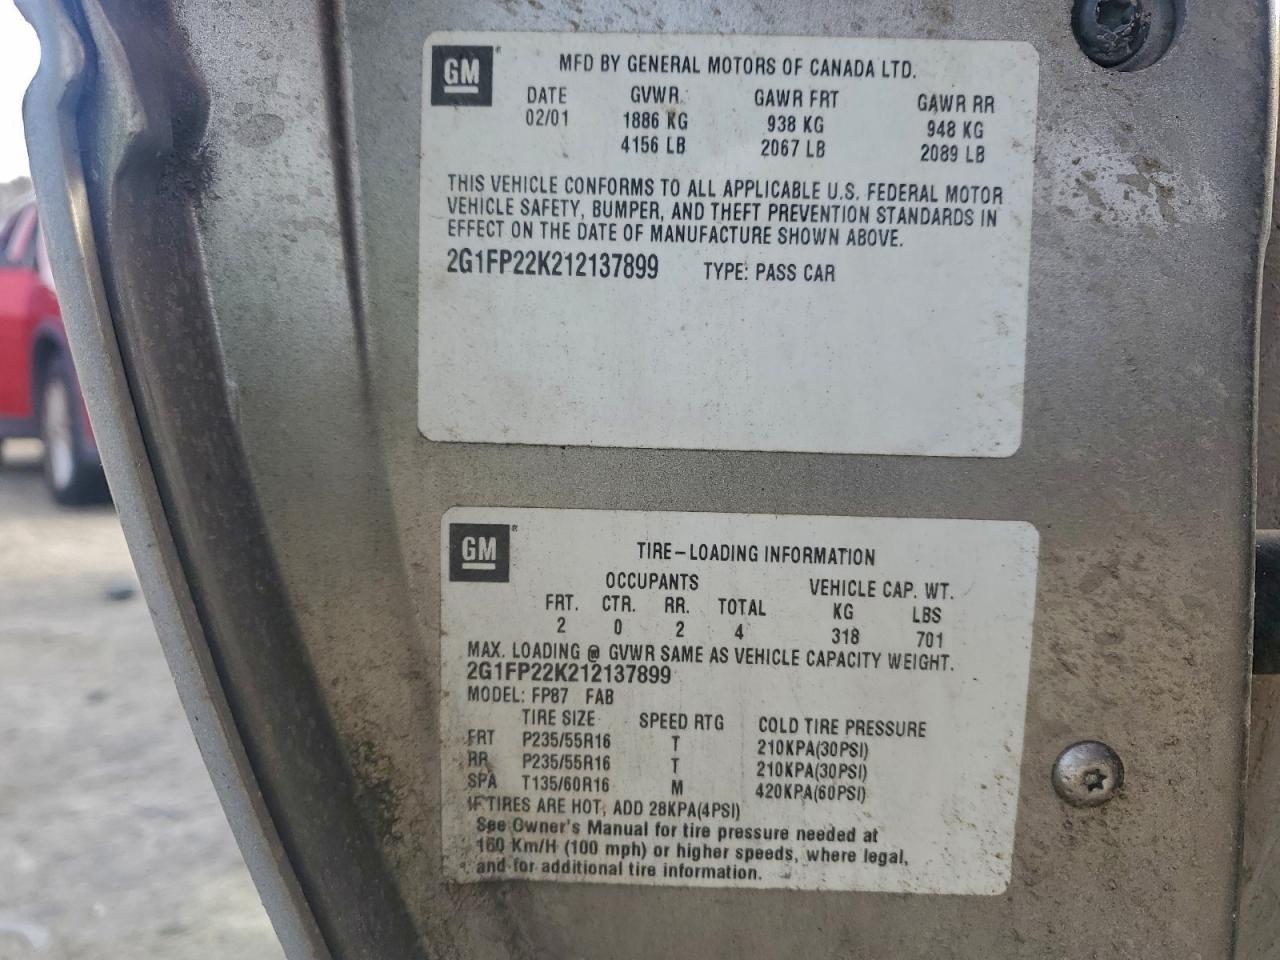 GM MFD BY GENERAL MOTORS OF CANADA LTD.
DATE GVWR GAWR FRT GAWR RR
02/01 1886 KG 938 KG 948 KG
4156 LB 2067 LB 2089 LB
THIS VEHICLE CONFORMS TO ALL APPLICABLE U.S. FEDERAL MOTOR
VEHICLE SAFETY, BUMPER, AND THEFT PREVENTION STANDARDS IN
EFFECT ON THE DATE OF MANUFACTURE SHOWN ABOVE.
2G1FP22K212137899 TYPE: PASS CAR
GM TIRE-LOADING INFORMATION
OCCUPANTS VEHICLE CAP. WT.
FRT. CTR. RR. TOTAL KG LBS
2 0 2 4 318 701
MAX. LOADING @ GVWR SAME AS VEHICLE CAPACITY WEIGHT.
2G1FP22K212137899
MODEL: FP87 FAB
TIRE SIZE SPEED RTG COLD TIRE PRESSURE
FRT P235/55R16 T 210KPA(30PSI)
RR P235/55R16 T 210KPA(30PSI)
SPA T135/60R16 M 420KPA(60PSI)
IF TIRES ARE HOT, ADD 28KPA(4PSI)
See Owner's Manual for tire pressure needed at
160 Km/H (100 mph) or higher speeds, where legal,
and for additional tire information.